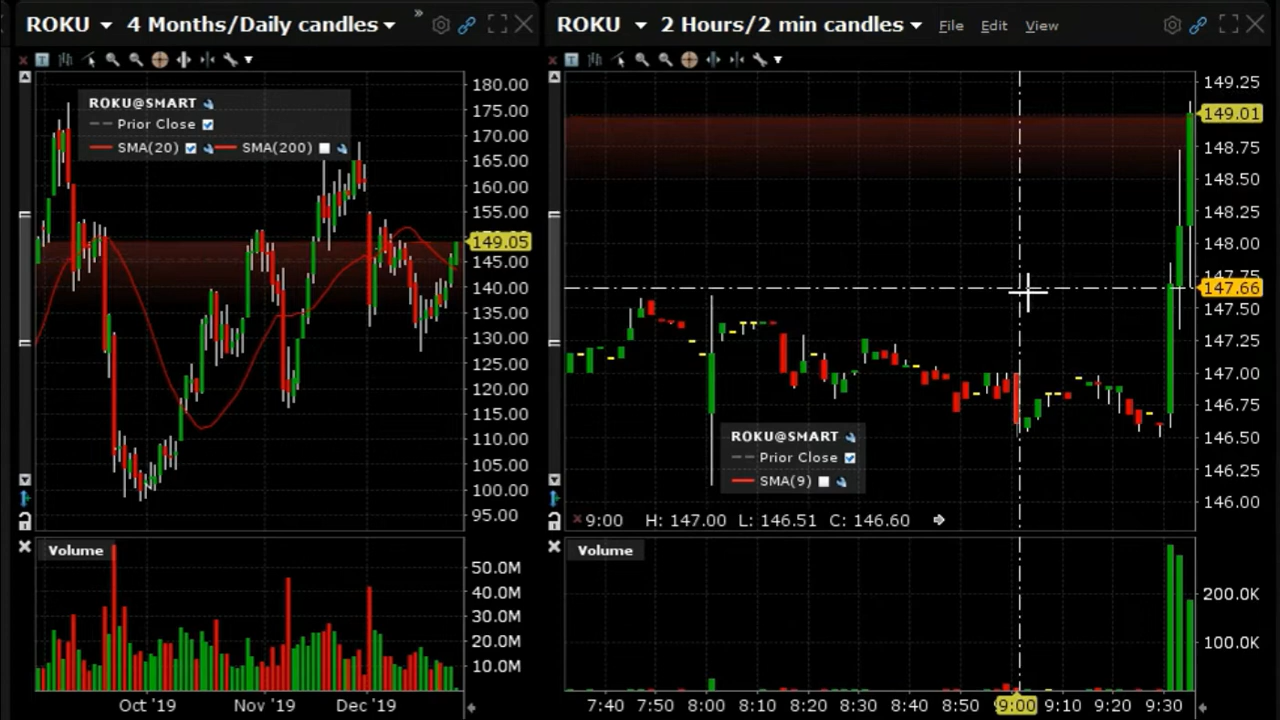 ROKU 4 Months/Daily candles »
ROKU@SMART
Prior Close
SMA(20) SMA(200)
180.00
175.00
170.00
165.00
160.00
155.00
149.05
145.00
140.00
135.00
130.00
125.00
120.00
115.00
110.00
105.00
100.00
95.00
Volume
50.0M
40.0M
30.0M
20.0M
10.0M
Oct '19 Nov '19 Dec '19
ROKU 2 Hours/2 min candles File Edit View
149.25
149.01
148.75
148.50
148.25
148.00
147.75
147.66
147.50
147.25
147.00
146.75
146.50
146.25
146.00
ROKU@SMART
Prior Close
SMA(9)
9:00 H: 147.00 L: 146.51 C: 146.60
Volume
200.0K
100.0K
7:40 7:50 8:00 8:10 8:20 8:30 8:40 8:50 9:00 9:10 9:20 9:30